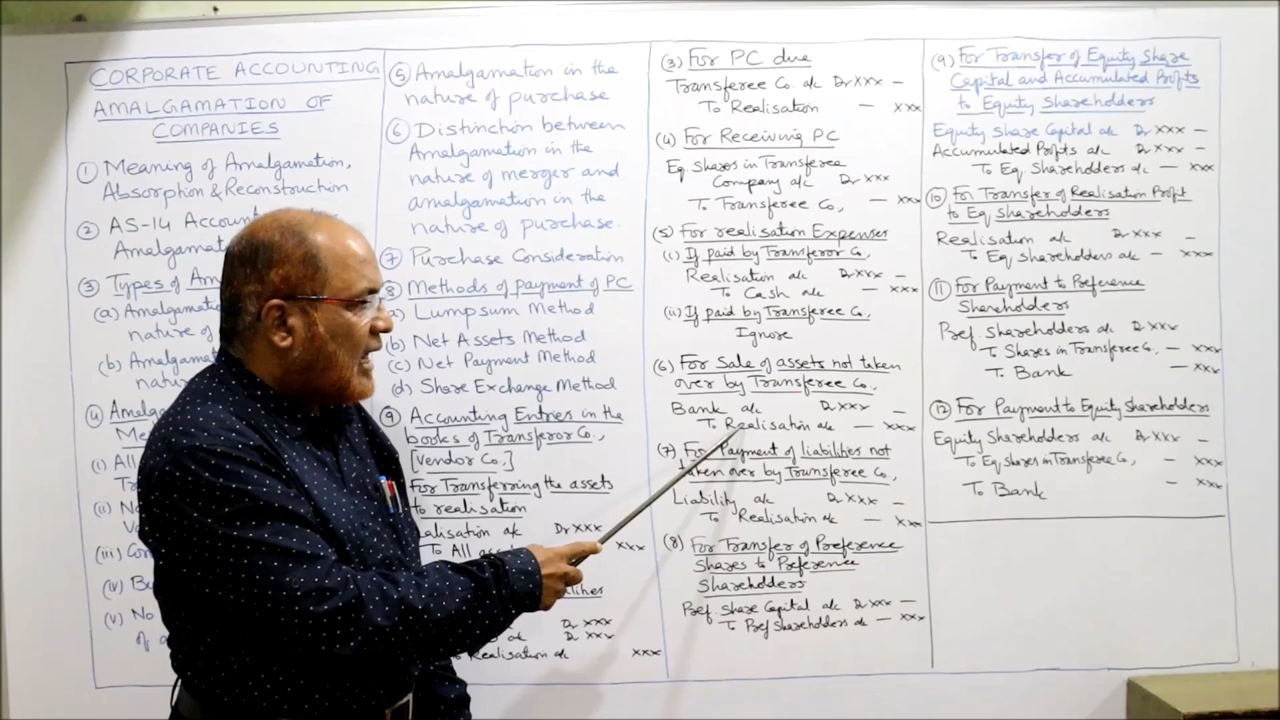 CORPORATE ACCOUNTING
AMALGAMATION OF
COMPANIES
① Meaning of Amalgamation,
Absorption & Reconstruction
② AS-14
③ Types of
(a)
nature of
(b)
④
(i) All
(ii)
(iii)
(iv)
(v) No
⑤ Amalgamation in the
nature of purchase
⑥ Distinction between
Amalgamation in the
nature of merger and
amalgamation in the
nature of purchase.
⑦ Purchase Consideration
Methods of payment of PC
Lumpsum Method
(b) Net Assets Method
(c) Net Payment Method
(d) Share Exchange Method
⑨ Accounting Entries in the
books of Transferor Co.,
[Vendor Co.,]
For Transferring the assets
to realisation
Dr xxx
To All
xxx
Dr xxx
Dr xxx
To Realisation a/c xxx
(3) For PC due
Transferee Co. a/c Dr xxx —
To Realisation — xxx
(4) For Receiving PC
Eq Shares in Transferee
Company a/c Dr xxx
To Transferee Co, — xxx
(5) For realisation Expenses
(i) If paid by Transferor Co,
Realisation a/c Dr xxx —
To Cash a/c — xxx
(ii) If paid by Transferee Co,
Ignore
(6) For Sale of assets not taken
over by Transferee Co.,
Bank a/c Dr xxx —
To Realisation a/c — xxx
(7) For Payment of liabilities not
taken over by Transferee Co,
Liability a/c Dr xxx —
To Realisation a/c — xxx
(8) For Transfer of Preference
Shares to Preference
Shareholders
Pref. Share Capital a/c Dr xxx —
To Pref Shareholders a/c — xxx
(9) For Transfer of Equity Share
Capital and Accumulated Profits
to Equity Shareholders
Equity Share Capital a/c Dr xxx —
Accumulated Profits a/c Dr xxx —
To Eq Shareholders a/c — xxx
⑩ For Transfer of Realisation Profit
to Eq Shareholders
Realisation a/c Dr xxx —
To Eq shareholders a/c — xxx
⑪ For Payment to Preference
Shareholders
Pref Shareholders a/c Dr xxx
To Shares in Transferee Co, — xxx
To Bank — xxx
⑫ For Payment to Equity Shareholders
Equity Shareholders a/c Dr xxx —
To Eq shares in Transferee Co, — xxx
To Bank — xxx